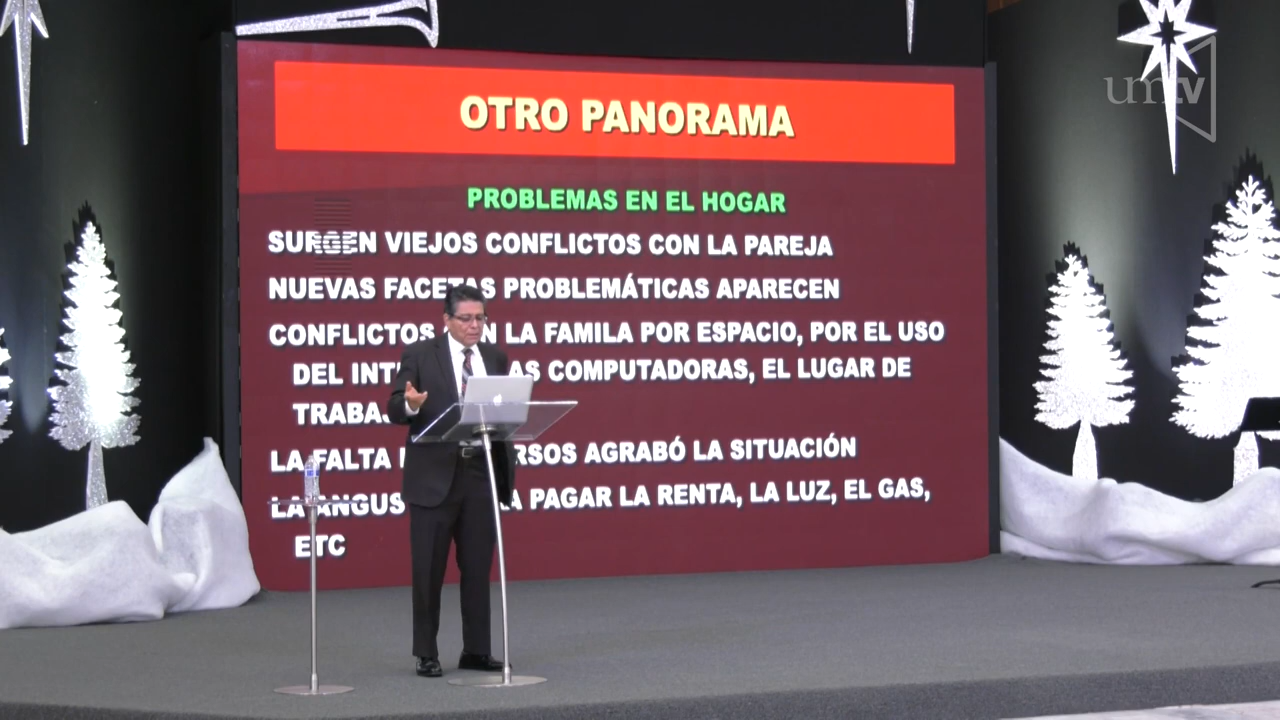 OTRO PANORAMA
umtv
PROBLEMAS EN EL HOGAR
SURGEN VIEJOS CONFLICTOS CON LA PAREJA
NUEVAS FACETAS PROBLEMÁTICAS APARECEN
CONFLICTOS LA FAMILA POR ESPACIO, POR EL USO
DEL COMPUTADORAS, EL LUGAR DE
LA FALTA AGRABÓ LA SITUACIÓN
LA PAGAR LA RENTA, LA LUZ, EL GAS,
ETC